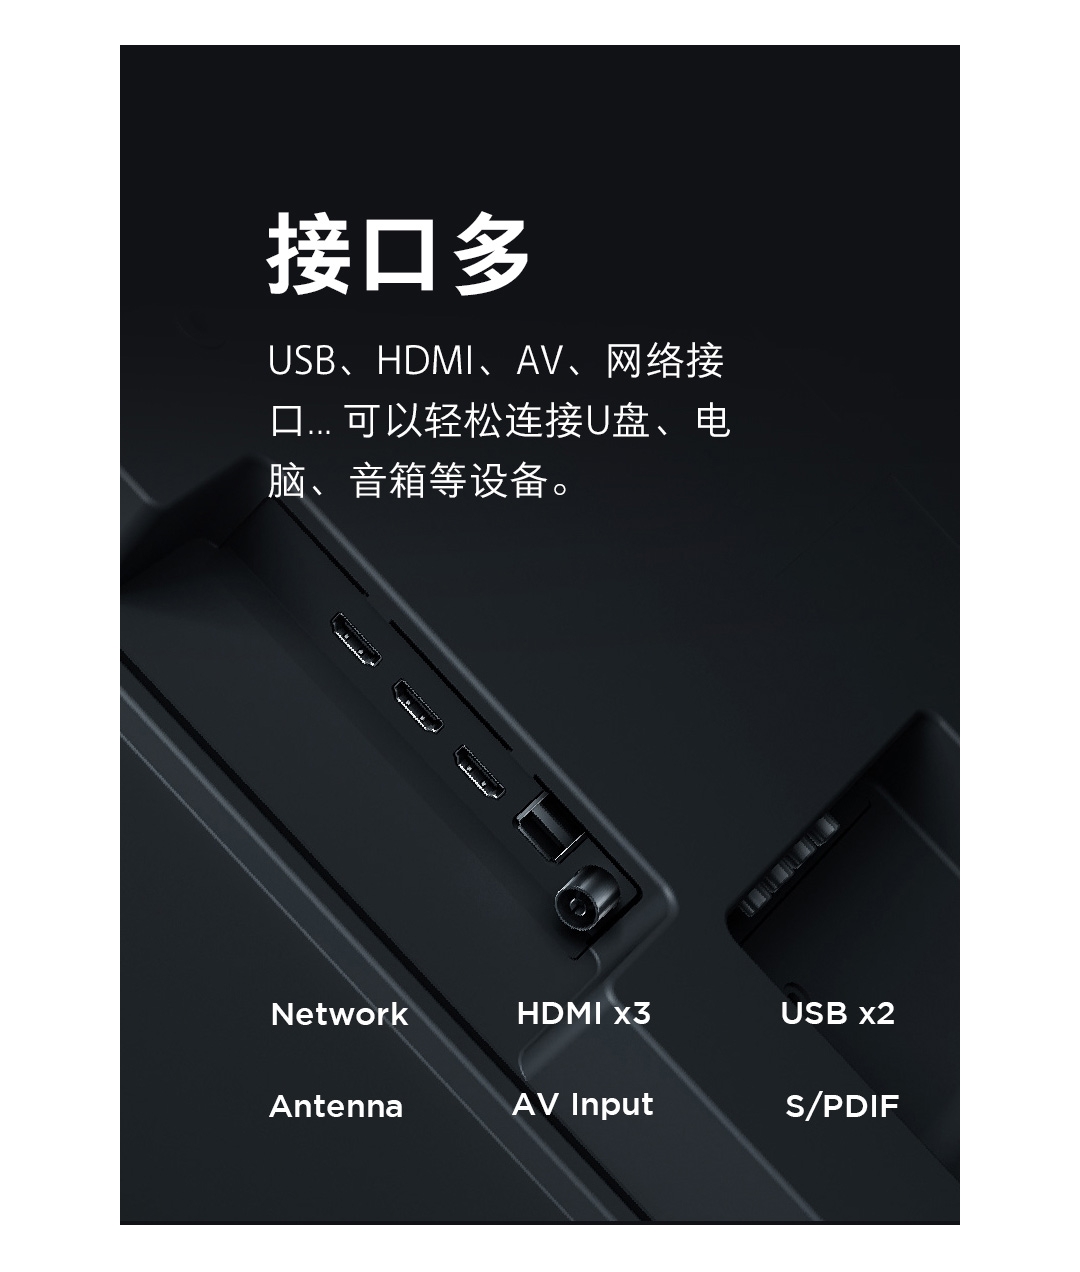 接口多
USB、HDMI、AV、网络接
口... 可以轻松连接U盘、电
脑、音箱等设备。
Network HDMI x3 USB x2
Antenna AV Input S/PDIF